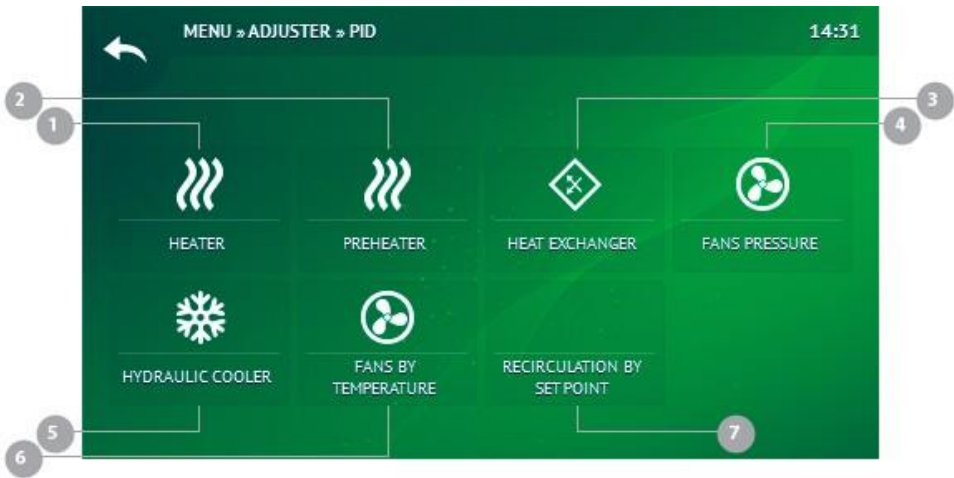 MENU » ADJUSTER » PID
14:31
2
1
3
4
HEATER
PREHEATER
HEAT EXCHANGER
FANS PRESSURE
HYDRAULIC COOLER
FANS BY
TEMPERATURE
RECIRCULATION BY
SET POINT
5
6
7